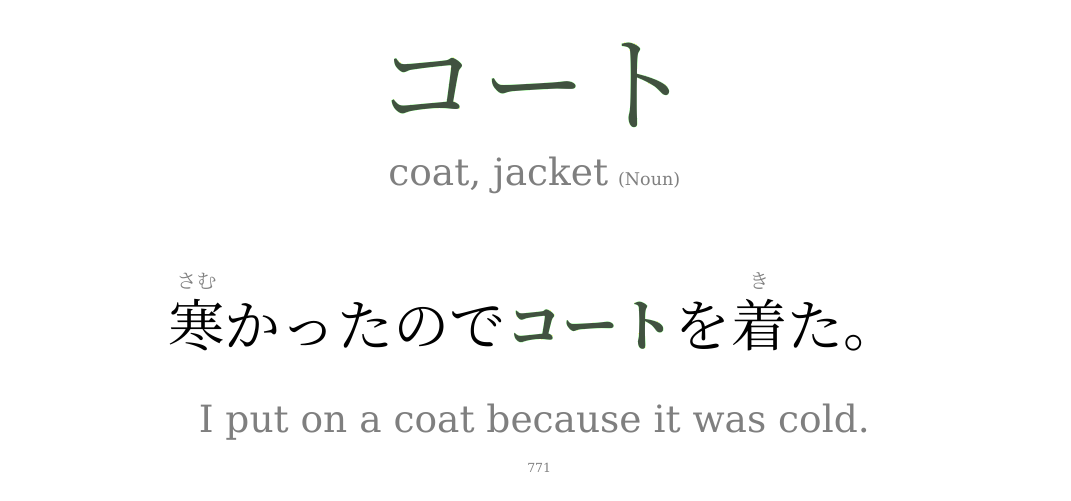 コート
coat, jacket (Noun)
さむ き
寒かったのでコートを着た。
I put on a coat because it was cold.
771